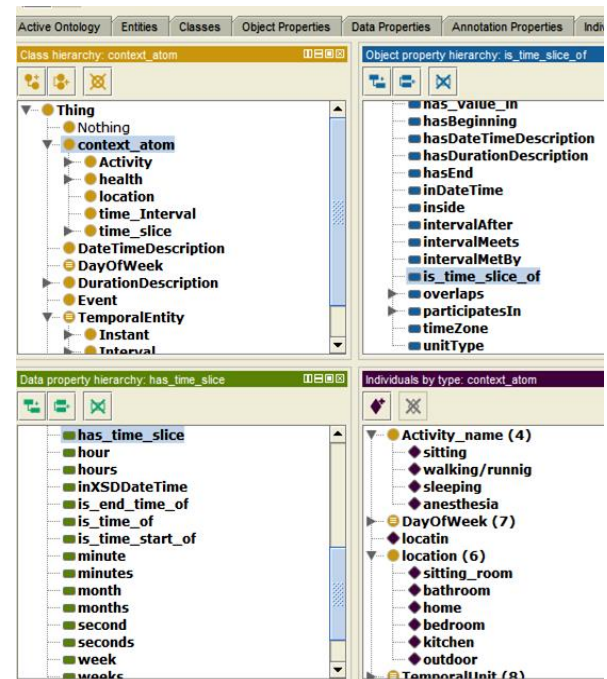 Active Ontology Entities Classes Object Properties Data Properties Annotation Properties
Class hierarchy: context_atom
Thing
Nothing
context_atom
Activity
health
location
time_Interval
time_slice
DateTimeDescription
DayOfWeek
DurationDescription
Event
TemporalEntity
Instant
Interval
Object property hierarchy: is_time_slice_of
has_value_in
hasBeginning
hasDateTimeDescription
hasDurationDescription
hasEnd
inDateTime
inside
intervalAfter
intervalMeets
intervalMetBy
is_time_slice_of
overlaps
participatesIn
timeZone
unitType
Data property hierarchy: has_time_slice
has_time_slice
hour
hours
inXSDDateTime
is_end_time_of
is_time_of
is_time_start_of
minute
minutes
month
months
second
seconds
week
weeks
Individuals by type: context_atom
Activity_name (4)
sitting
walking/runnig
sleeping
anesthesia
DayOfWeek (7)
locatin
location (6)
sitting_room
bathroom
home
bedroom
kitchen
outdoor
TemporalUnit (8)